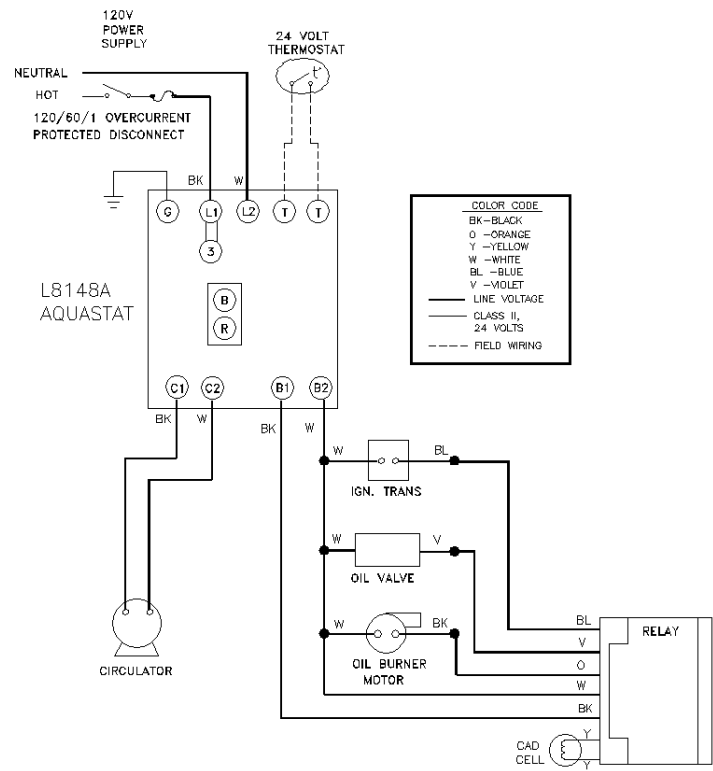 120V
POWER
SUPPLY
24 VOLT
THERMOSTAT
NEUTRAL
HOT
t°
120/60/1 OVERCURRENT
PROTECTED DISCONNECT
BK
W
G
L1
L2
T
T
3
L8148A
AQUASTAT
B
R
C1
C2
B1
B2
COLOR CODE
BK-BLACK
O -ORANGE
Y -YELLOW
W -WHITE
BL -BLUE
V -VIOLET
LINE VOLTAGE
CLASS II,
24 VOLTS
FIELD WIRING
BK
W
BK
W
W
BL
IGN. TRANS
W
V
OIL VALVE
W
BK
OIL BURNER
MOTOR
CIRCULATOR
BL
RELAY
V
O
W
BK
Y
CAD
CELL
Y